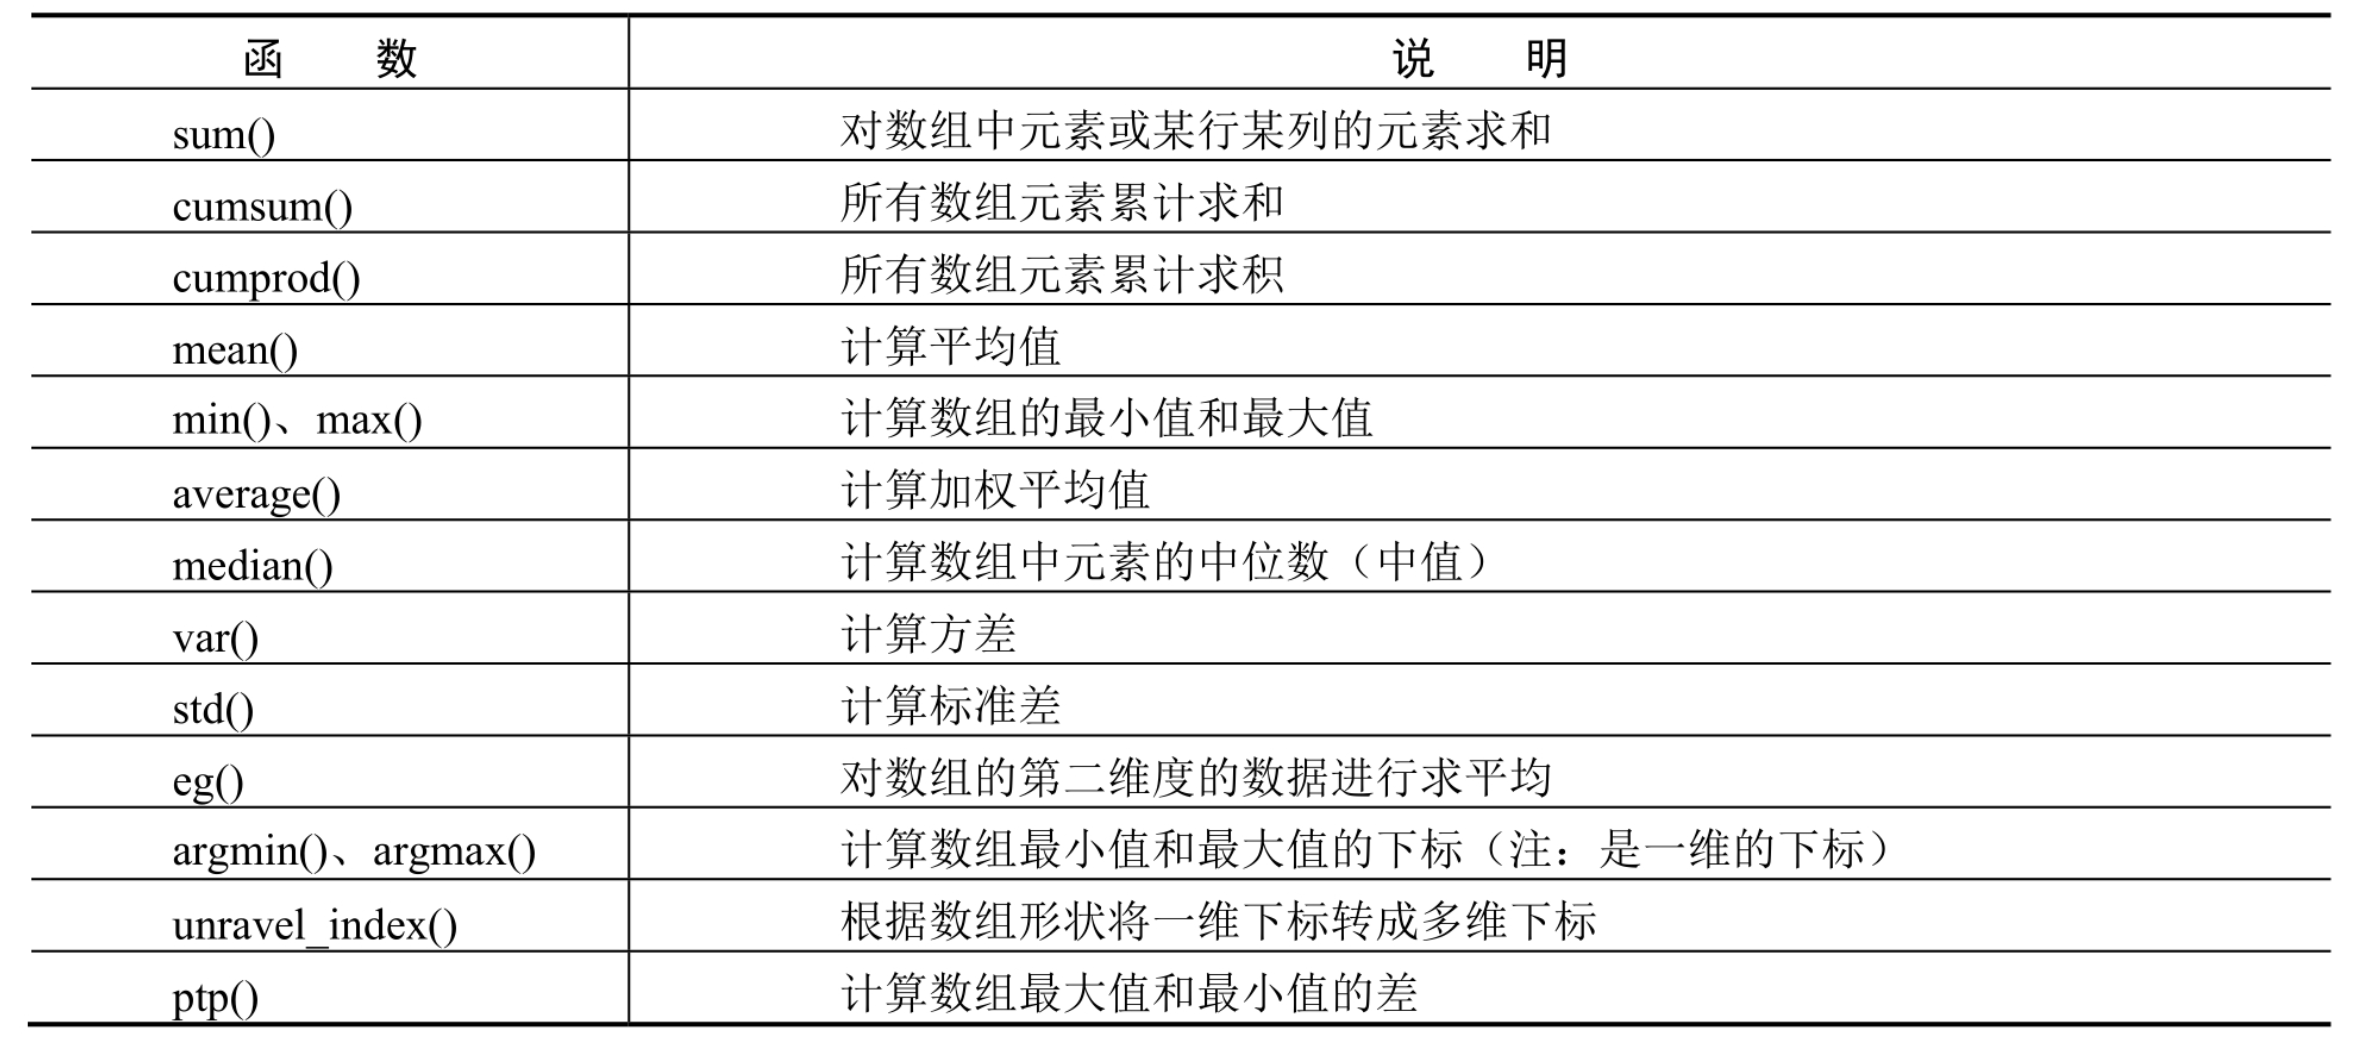 函 数 说 明
sum() 对数组中元素或某行某列的元素求和
cumsum() 所有数组元素累计求和
cumprod() 所有数组元素累计求积
mean() 计算平均值
min()、max() 计算数组的最小值和最大值
average() 计算加权平均值
median() 计算数组中元素的中位数（中值）
var() 计算方差
std() 计算标准差
eg() 对数组的第二维度的数据进行求平均
argmin()、argmax() 计算数组最小值和最大值的下标（注：是一维的下标）
unravel_index() 根据数组形状将一维下标转成多维下标
ptp() 计算数组最大值和最小值的差